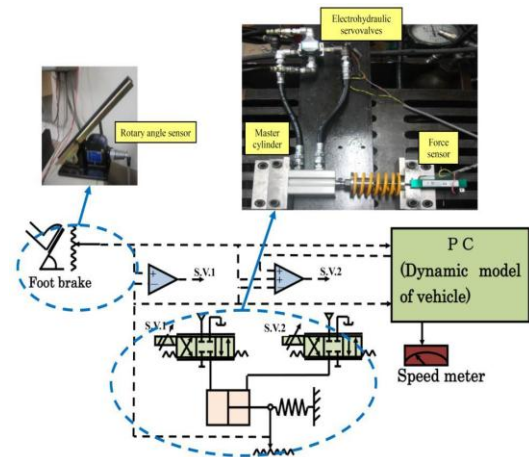 Electrohydraulic
servovalves
Rotary angle sensor
Master
cylinder
Force
sensor
Foot brake
S.V.1
S.V.2
P C
(Dynamic model
of vehicle)
S.V.1
S.V.2
Speed meter